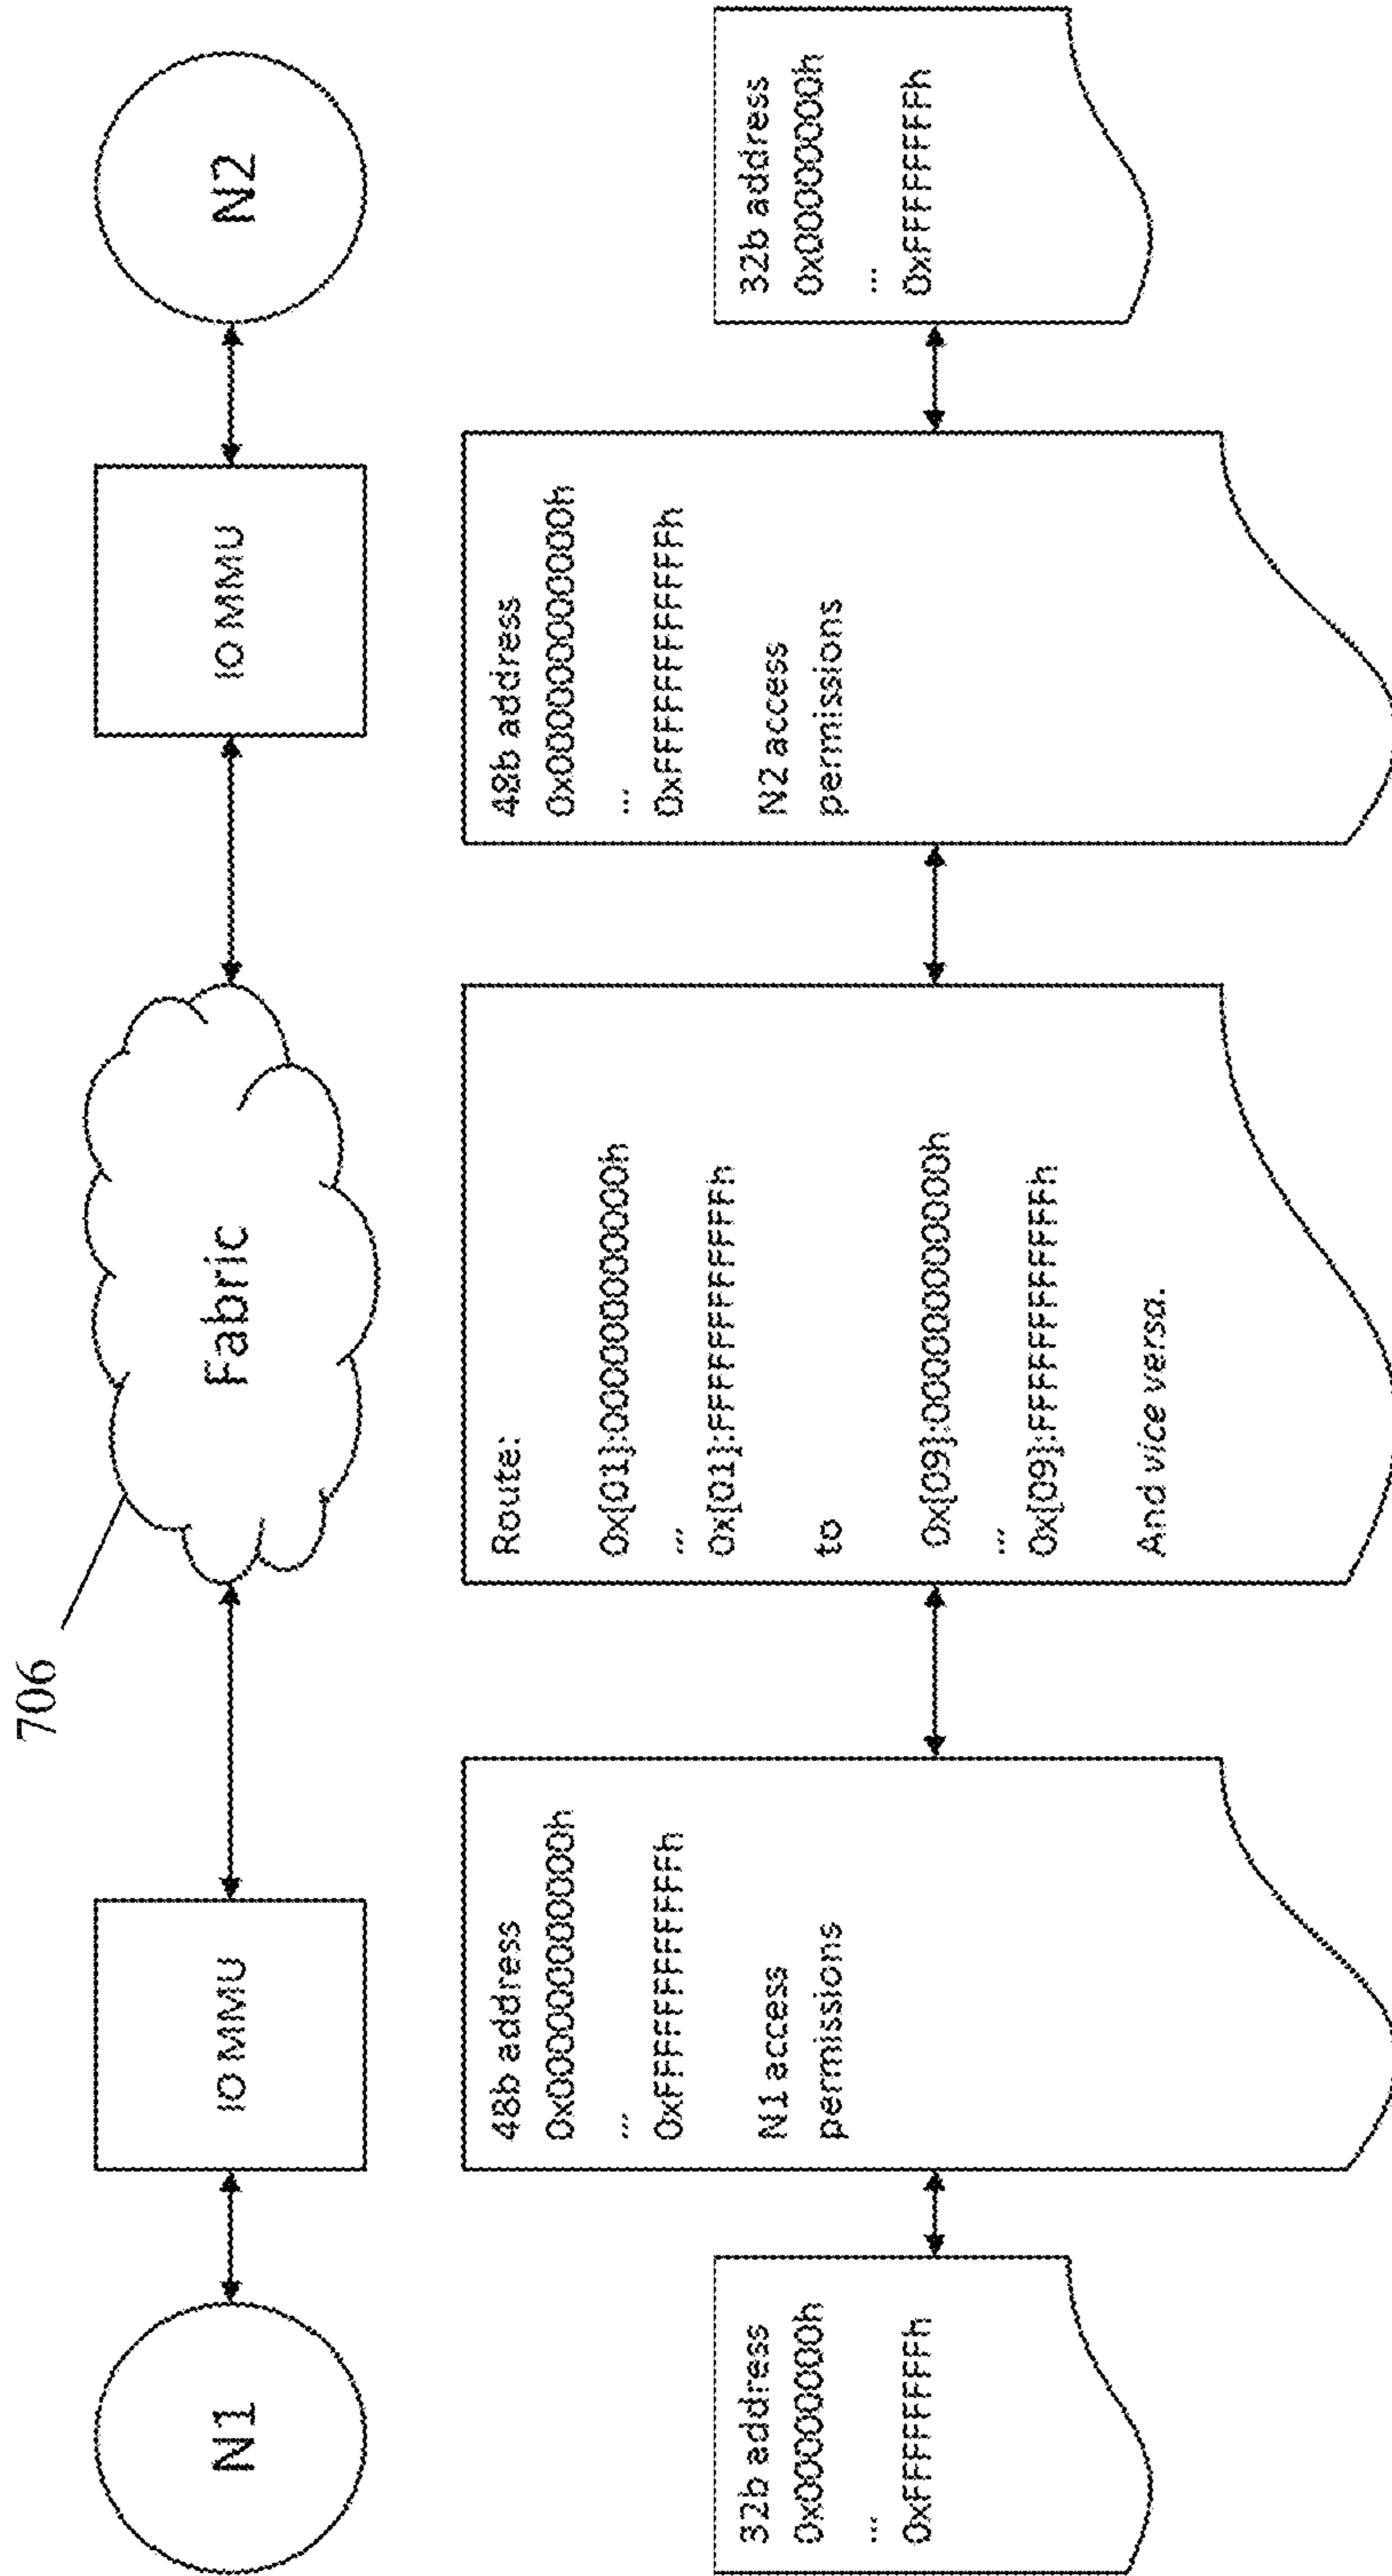 706
N1
IO MMU
Fabric
IO MMU
N2
32b address
0x00000000h
...
0xFFFFFFFFh
48b address
0x000000000000h
...
0xFFFFFFFFFFFFh
N1 access
permissions
Route:
0x[01]:000000000000h
...
0x[01]:FFFFFFFFFFFFh
to
0x[09]:000000000000h
...
0x[09]:FFFFFFFFFFFFh
And vice versa.
48b address
0x000000000000h
...
0xFFFFFFFFFFFFh
N2 access
permissions
32b address
0x00000000h
...
0xFFFFFFFFh